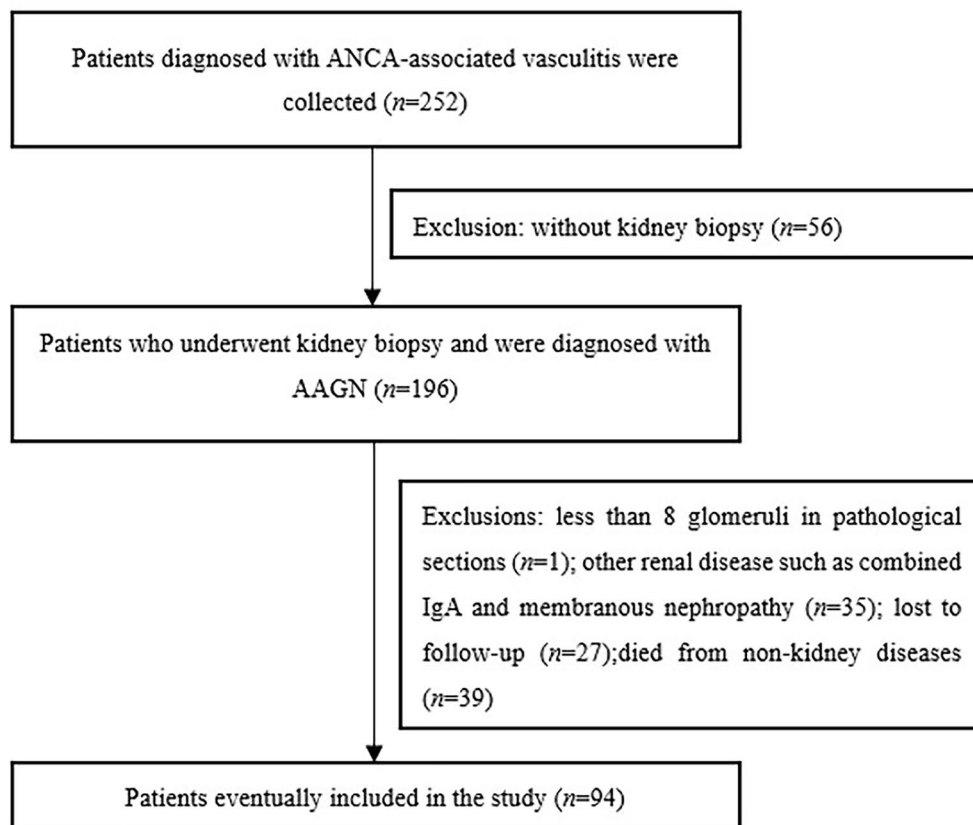 Patients diagnosed with ANCA-associated vasculitis were
collected (n=252)
Exclusion: without kidney biopsy (n=56)
Patients who underwent kidney biopsy and were diagnosed with
AAGN (n=196)
Exclusions: less than 8 glomeruli in pathological
sections (n=1); other renal disease such as combined
IgA and membranous nephropathy (n=35); lost to
follow-up (n=27);died from non-kidney diseases
(n=39)
Patients eventually included in the study (n=94)